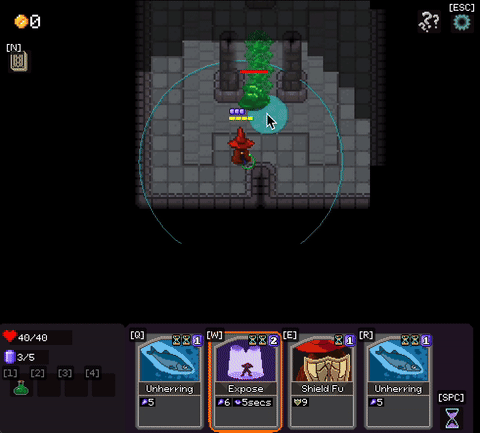 0
[ESC]
[N]
40/40
3/5
[1] [2] [3] [4]
[Q] 1
Unherring
5
[W] 2
Expose
6 5secs
[E] 1
Shield Fu
9
[R] 1
Unherring
5
[SPC]